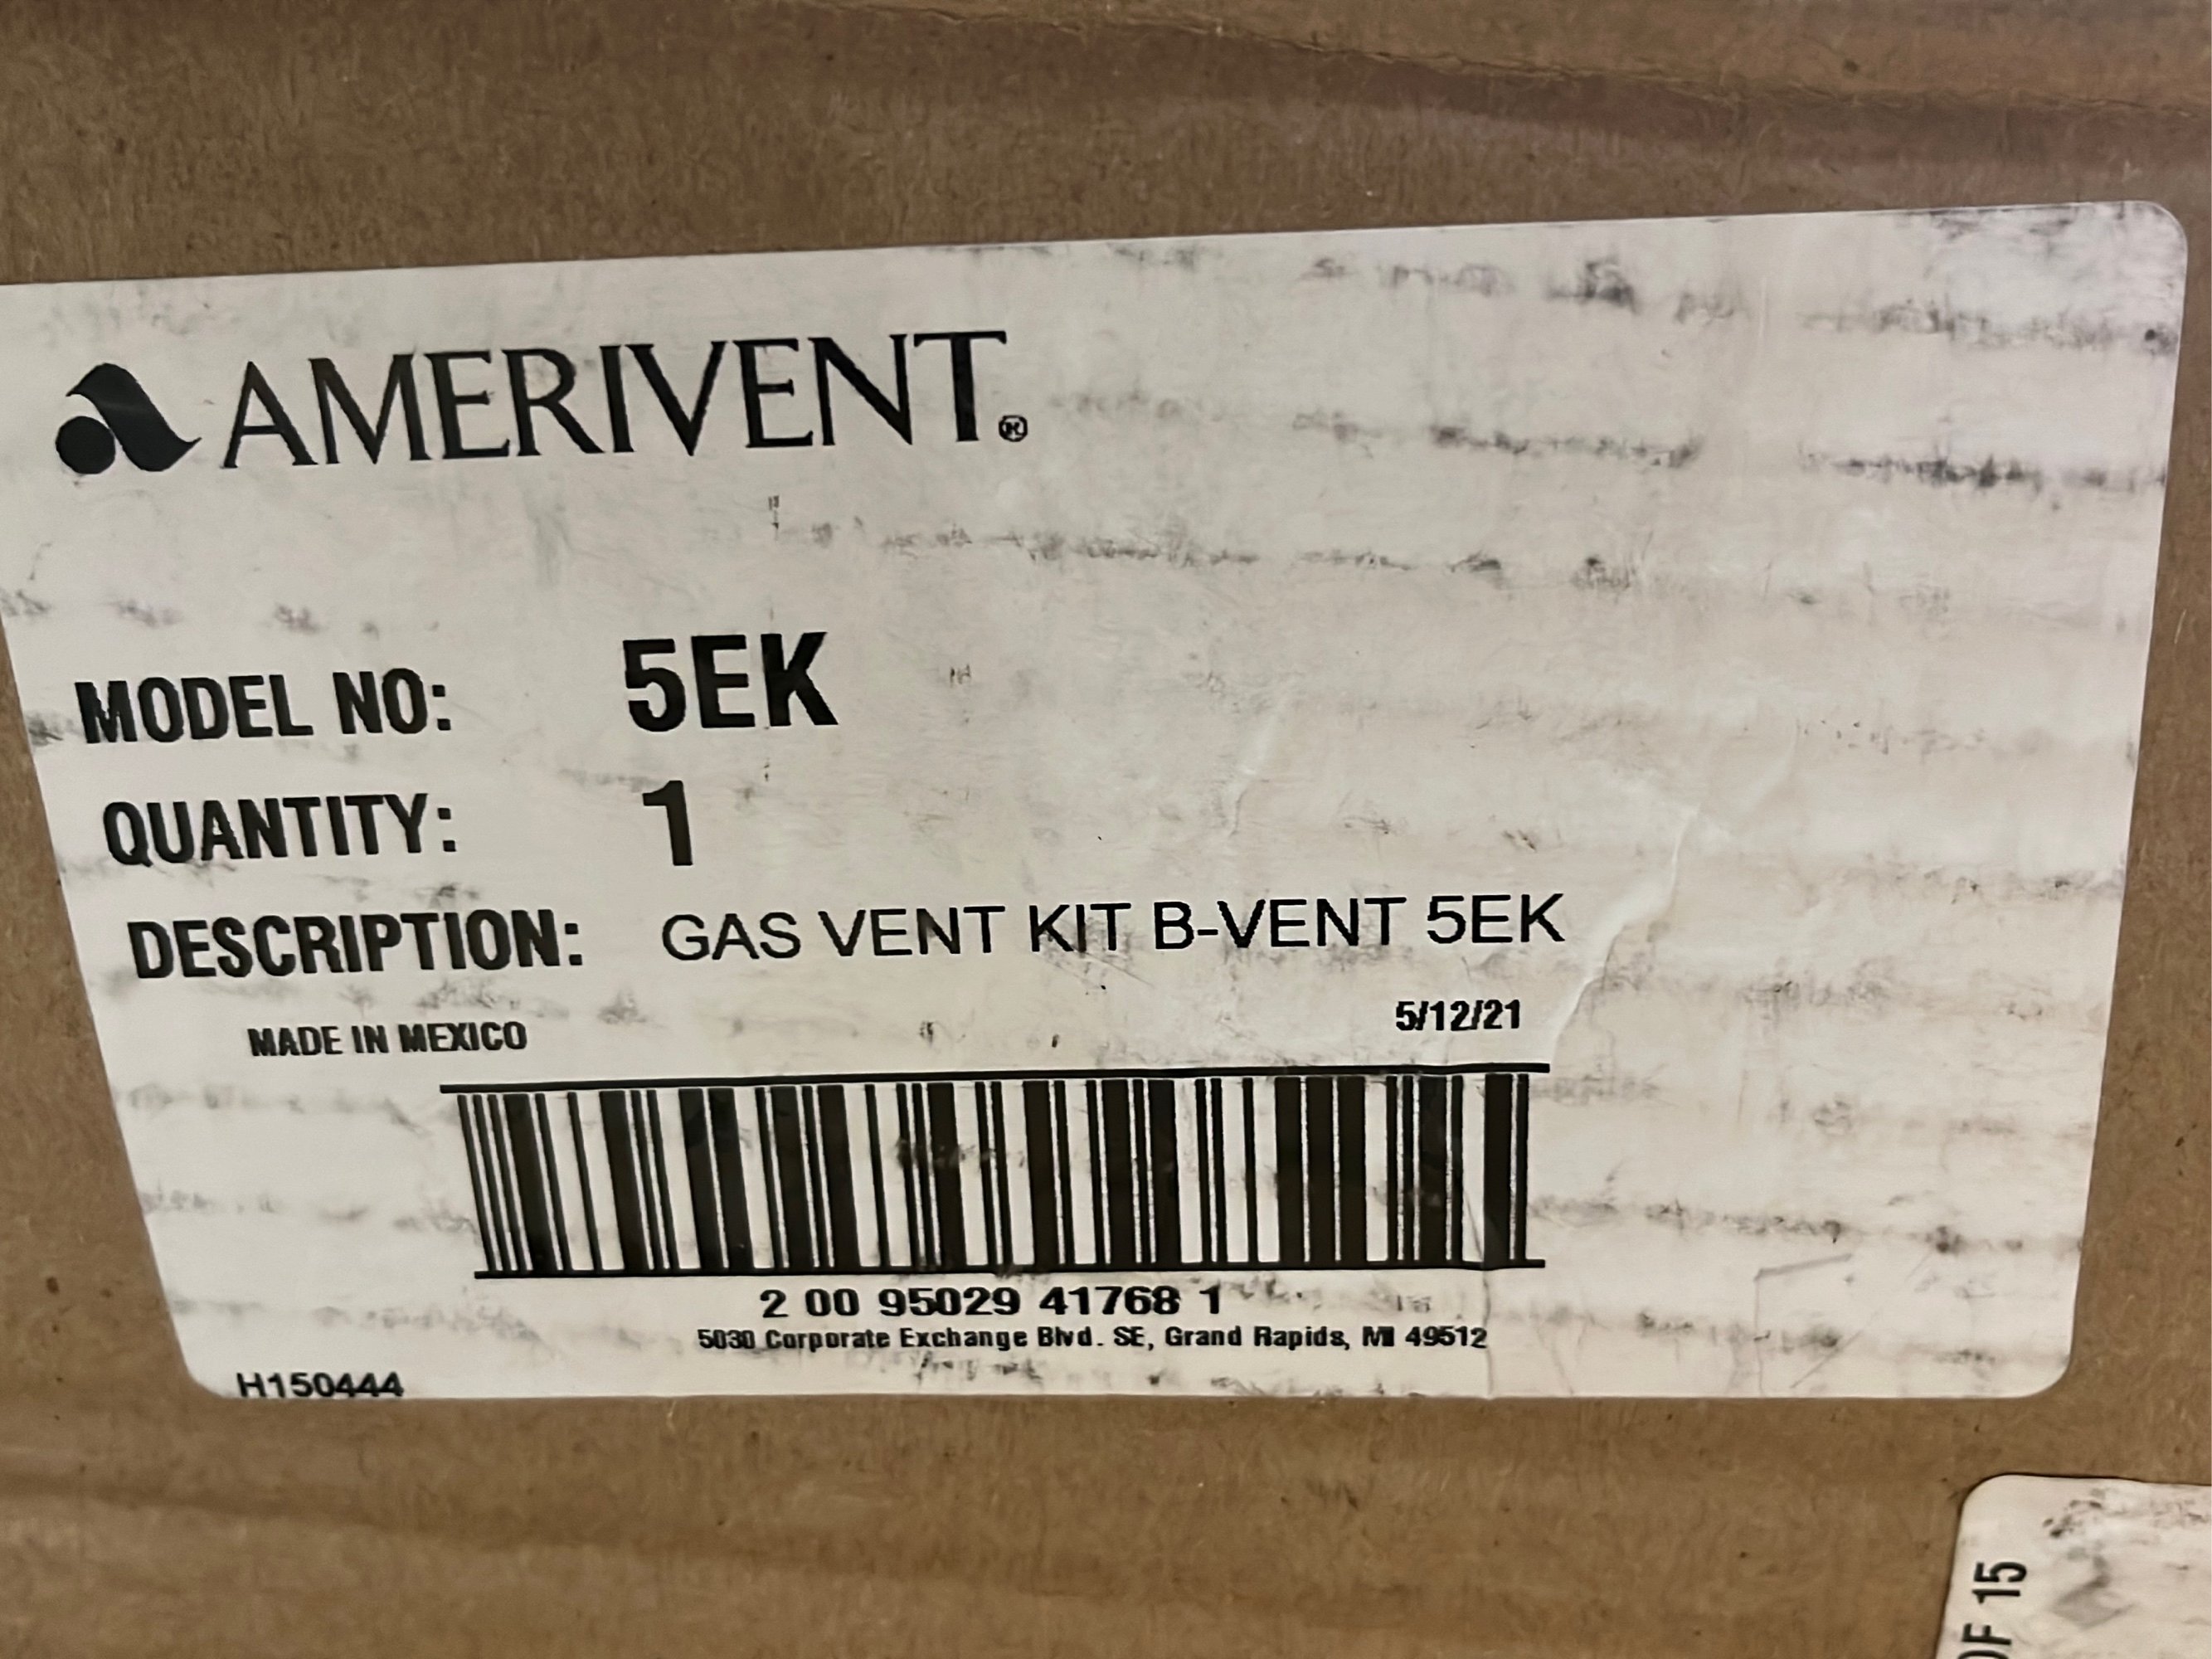 AMERIVENT®
MODEL NO: 5EK
QUANTITY: 1
DESCRIPTION: GAS VENT KIT B-VENT 5EK
MADE IN MEXICO 5/12/21
2 00 95029 41768 1
5030 Corporate Exchange Blvd. SE, Grand Rapids, MI 49512
H150444
OF 15